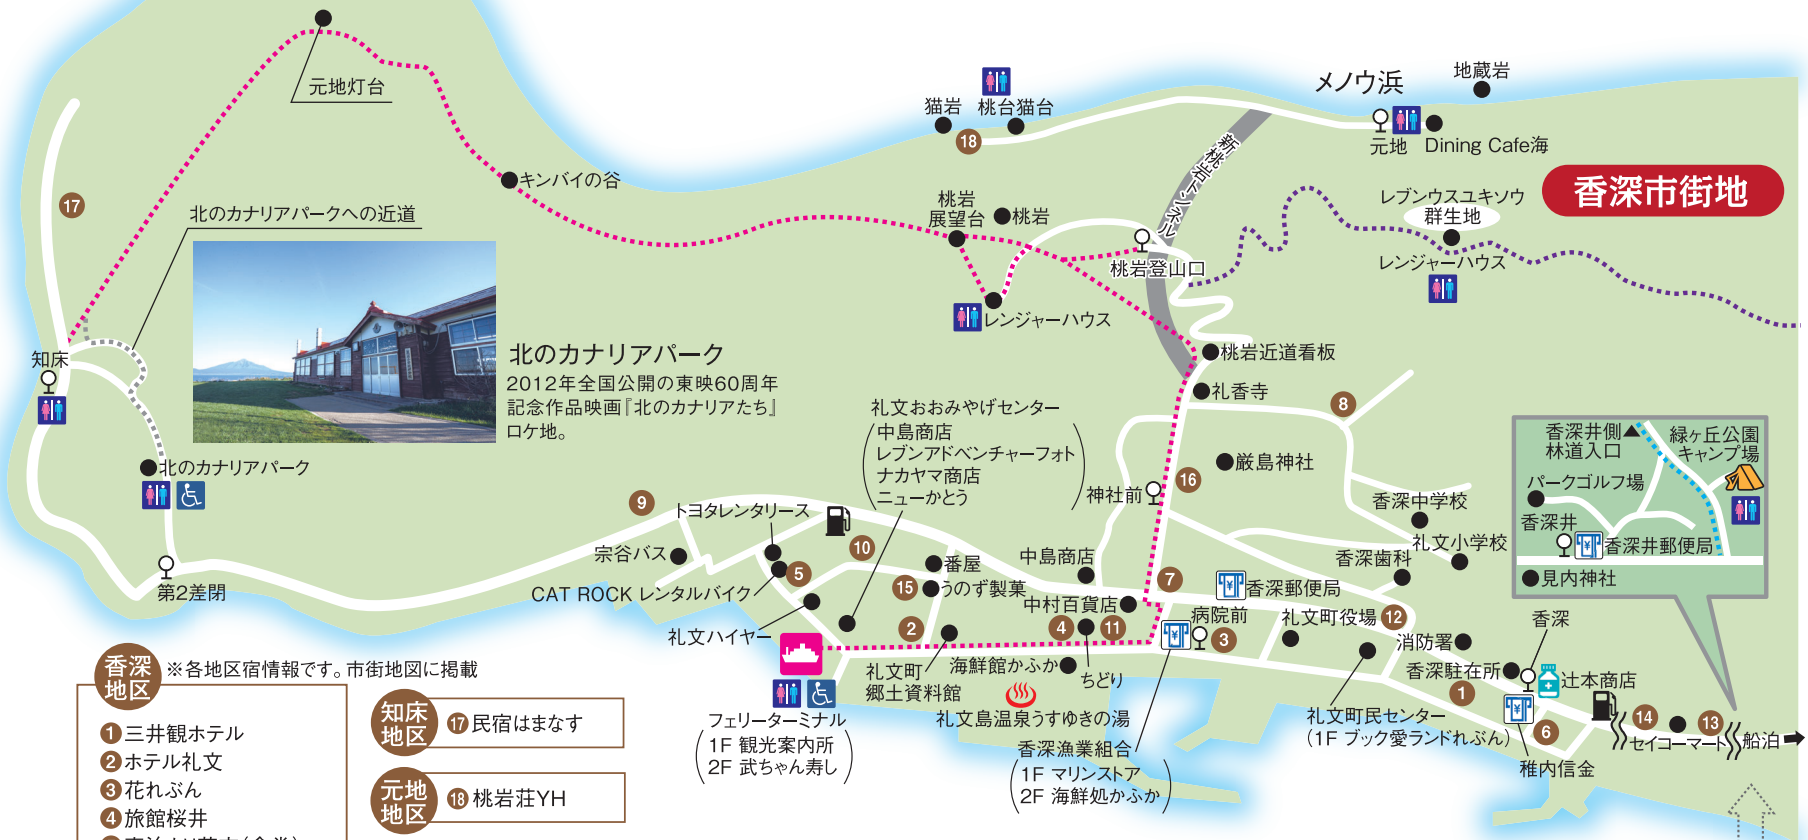 元地灯台
キンバイの谷
17
北のカナリアパークへの近道
知床
北のカナリアパーク
2012年全国公開の東映60周年
記念作品映画『北のカナリアたち』
ロケ地。
北のカナリアパーク
第2差閉
猫岩
桃台猫台
18
メノウ浜
地蔵岩
元地
Dining Cafe海
新桃岩トンネル
香深市街地
レブンウスユキソウ
群生地
レンジャーハウス
桃岩
展望台
桃岩
桃岩登山口
レンジャーハウス
桃岩近道看板
礼香寺
8
厳島神社
16
神社前
香深中学校
礼文小学校
香深歯科
香深井側
林道入口
緑ヶ丘公園
キャンプ場
パークゴルフ場
香深井
香深井郵便局
見内神社
礼文おおみやげセンター
中島商店
レブンアドベンチャーフォト
ナカヤマ商店
ニューかとう
9
トヨタレンタリース
宗谷バス
10
CAT ROCK レンタルバイク
5
番屋
15
うのず製菓
中島商店
7
香深郵便局
中村百貨店
病院前
3
礼文町役場
12
消防署
香深
香深駐在所
1
辻本商店
礼文ハイヤー
2
4
11
礼文町
郷土資料館
海鮮館かふか
ちどり
礼文島温泉うすゆきの湯
フェリーターミナル
1F 観光案内所
2F 武ちゃん寿し
香深漁業組合
1F マリンストア
2F 海鮮処かふか
礼文町民センター
(1F ブック愛ランドれぶん)
6
稚内信金
14
セイコーマート
13
船泊
香深
地区
※各地区宿情報です。市街地図に掲載
1 三井観ホテル
2 ホテル礼文
3 花れぶん
4 旅館桜井
知床
地区
17 民宿はまなす
元地
地区
18 桃岩荘YH